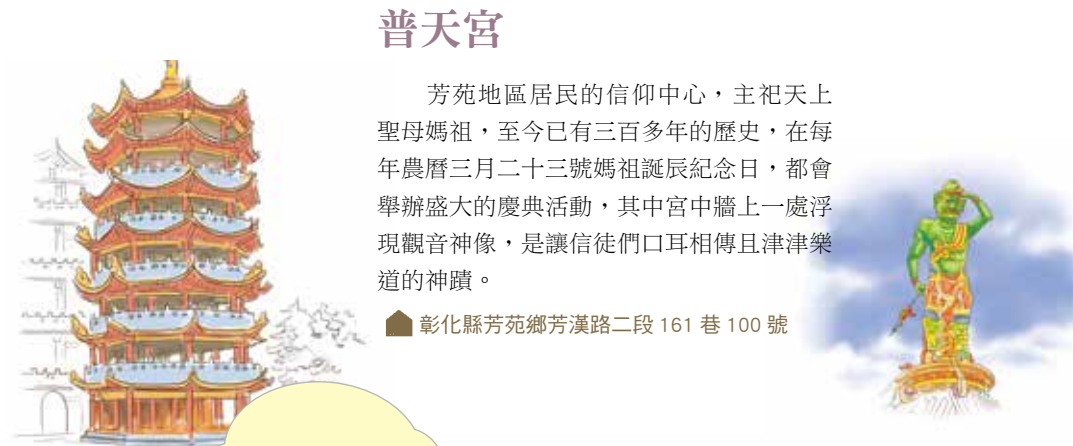 普天宮
芳苑地區居民的信仰中心，主祀天上
聖母媽祖，至今已有三百多年的歷史，在每
年農曆三月二十三號媽祖誕辰紀念日，都會
舉辦盛大的慶典活動，其中宮中牆上一處浮
現觀音神像，是讓信徒們口耳相傳且津津樂
道的神蹟。
彰化縣芳苑鄉芳漢路二段 161 巷 100 號